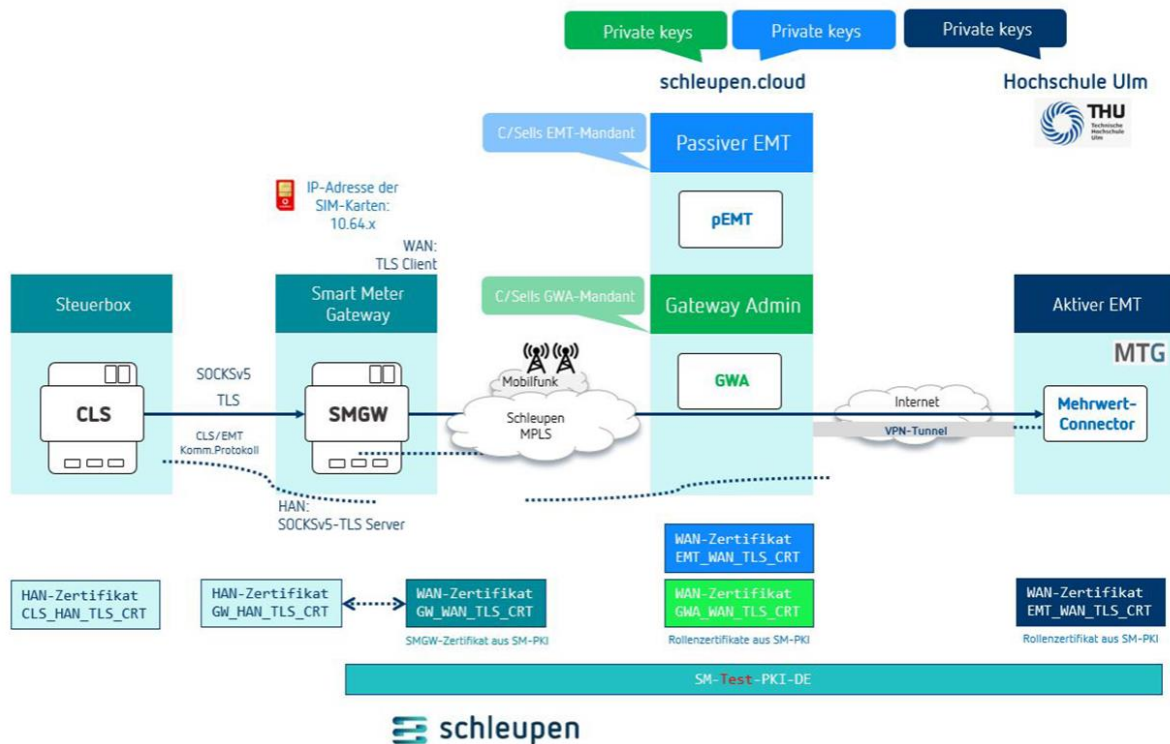 Private keys
Private keys
Private keys
schleupen.cloud
Hochschule Ulm
THU
Technische
Hochschule
Ulm
C/Sells EMT-Mandant
Passiver EMT
IP-Adresse der
SIM-Karten:
10.64.x
pEMT
WAN:
TLS Client
Steuerbox
Smart Meter
Gateway
C/Sells GWA-Mandant
Gateway Admin
Aktiver EMT
MTG
SOCKSv5
TLS
CLS
SMGW
Mobilfunk
Schleupen
MPLS
GWA
Internet
VPN-Tunnel
Mehrwert-
Connector
CLS/EMT
Komm.Protokoll
HAN:
SOCKSv5-TLS Server
WAN-Zertifikat
EMT_WAN_TLS_CRT
HAN-Zertifikat
CLS_HAN_TLS_CRT
HAN-Zertifikat
GW_HAN_TLS_CRT
WAN-Zertifikat
GW_WAN_TLS_CRT
WAN-Zertifikat
GWA_WAN_TLS_CRT
WAN-Zertifikat
EMT_WAN_TLS_CRT
SMGW-Zertifikat aus SM-PKI
Rollenzertifikate aus SM-PKI
Rollenzertifikat aus SM-PKI
SM-Test-PKI-DE
schleupen